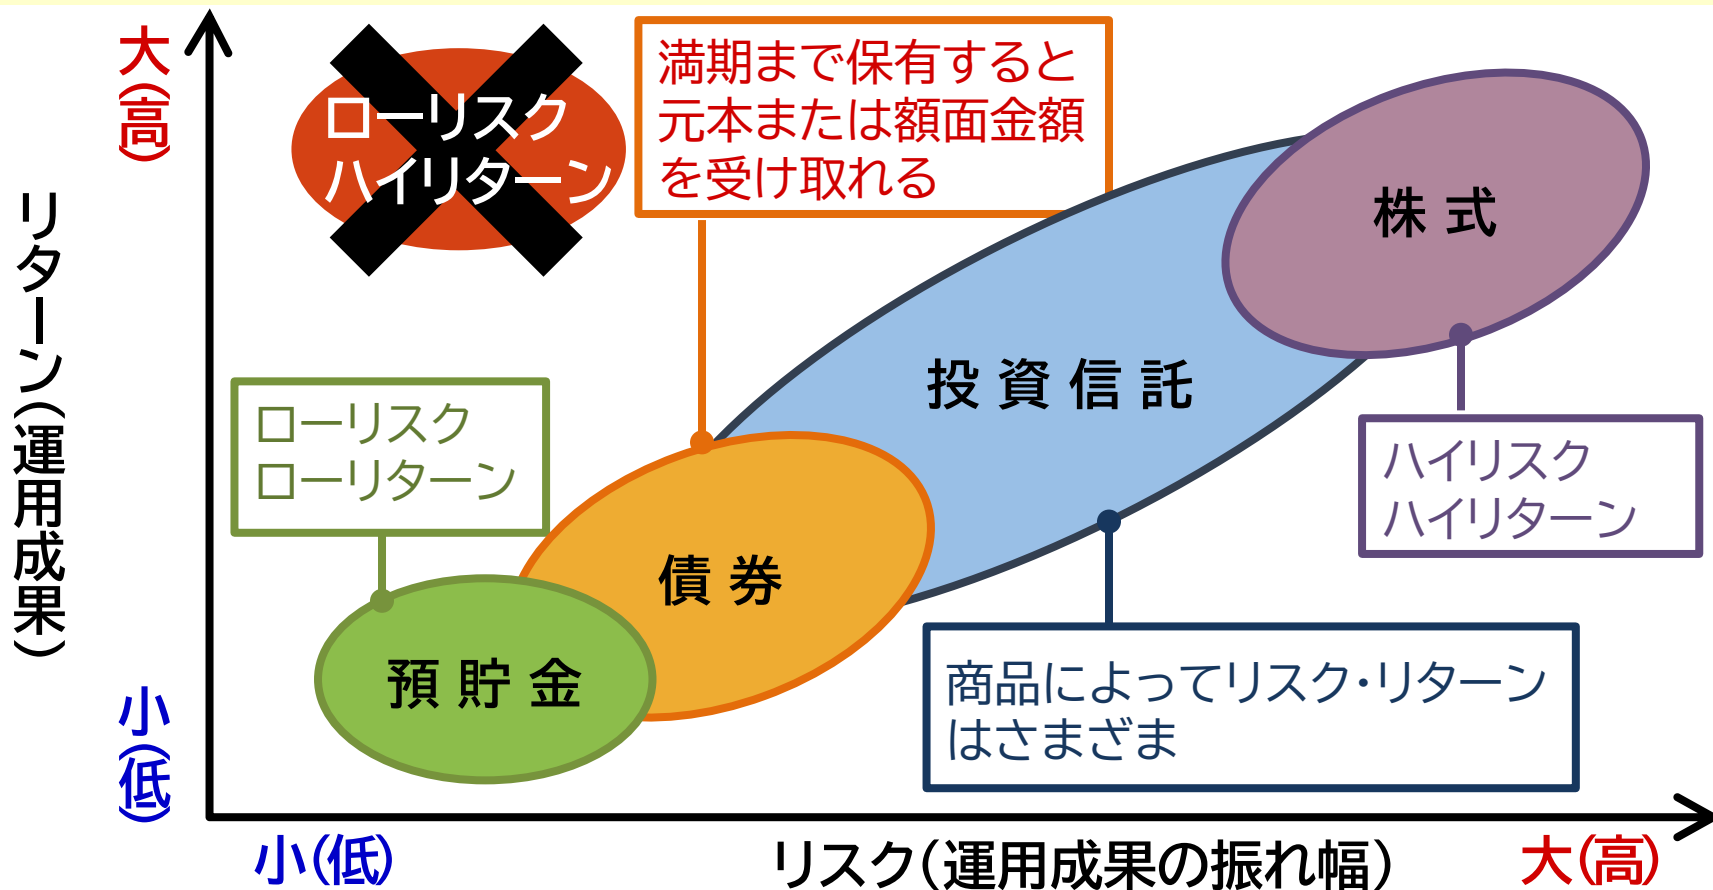 大(高)
リターン(運用成果)
小(低)
ローリスク
ハイリターン
満期まで保有すると
元本または額面金額
を受け取れる
株式
投資信託
ローリスク
ローリターン
ハイリスク
ハイリターン
債券
預貯金
商品によってリスク・リターン
はさまざま
小(低)
リスク(運用成果の振れ幅)
大(高)